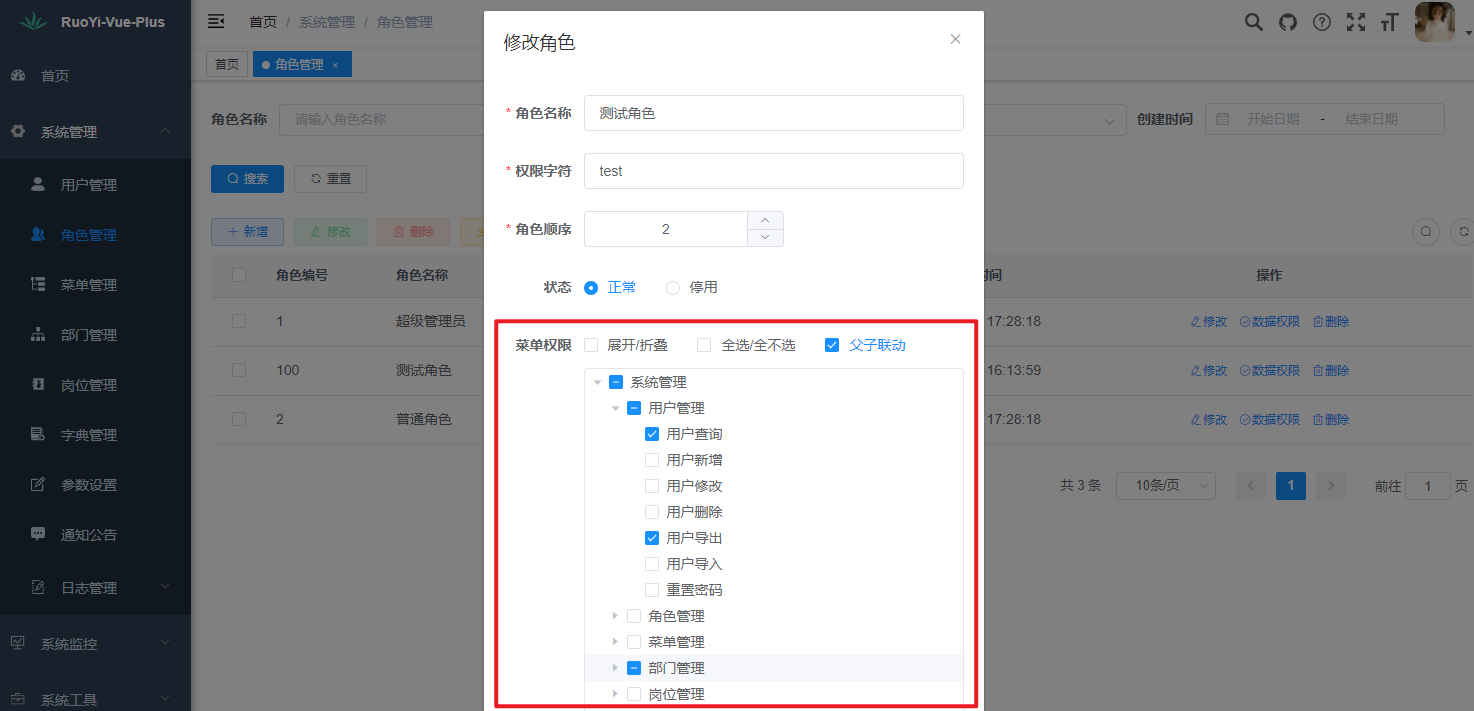 RuoYi-Vue-Plus
首页 / 系统管理 / 角色管理
首页
角色管理 ×
首页
系统管理
用户管理
角色管理
菜单管理
部门管理
岗位管理
字典管理
参数设置
通知公告
日志管理
系统监控
系统工具
角色名称 请输入角色名称
创建时间 开始日期 - 结束日期
搜索 重置
新增 修改 删除
角色编号 角色名称 时间 操作
1 超级管理员 17:28:18 修改 数据权限 删除
100 测试角色 16:13:59 修改 数据权限 删除
2 普通角色 17:28:18 修改 数据权限 删除
共 3 条 10条/页 1 前往 1 页
修改角色
* 角色名称 测试角色
* 权限字符 test
* 角色顺序 2
状态 正常 停用
菜单权限 展开/折叠 全选/全不选 父子联动
系统管理
用户管理
用户查询
用户新增
用户修改
用户删除
用户导出
用户导入
重置密码
角色管理
菜单管理
部门管理
岗位管理